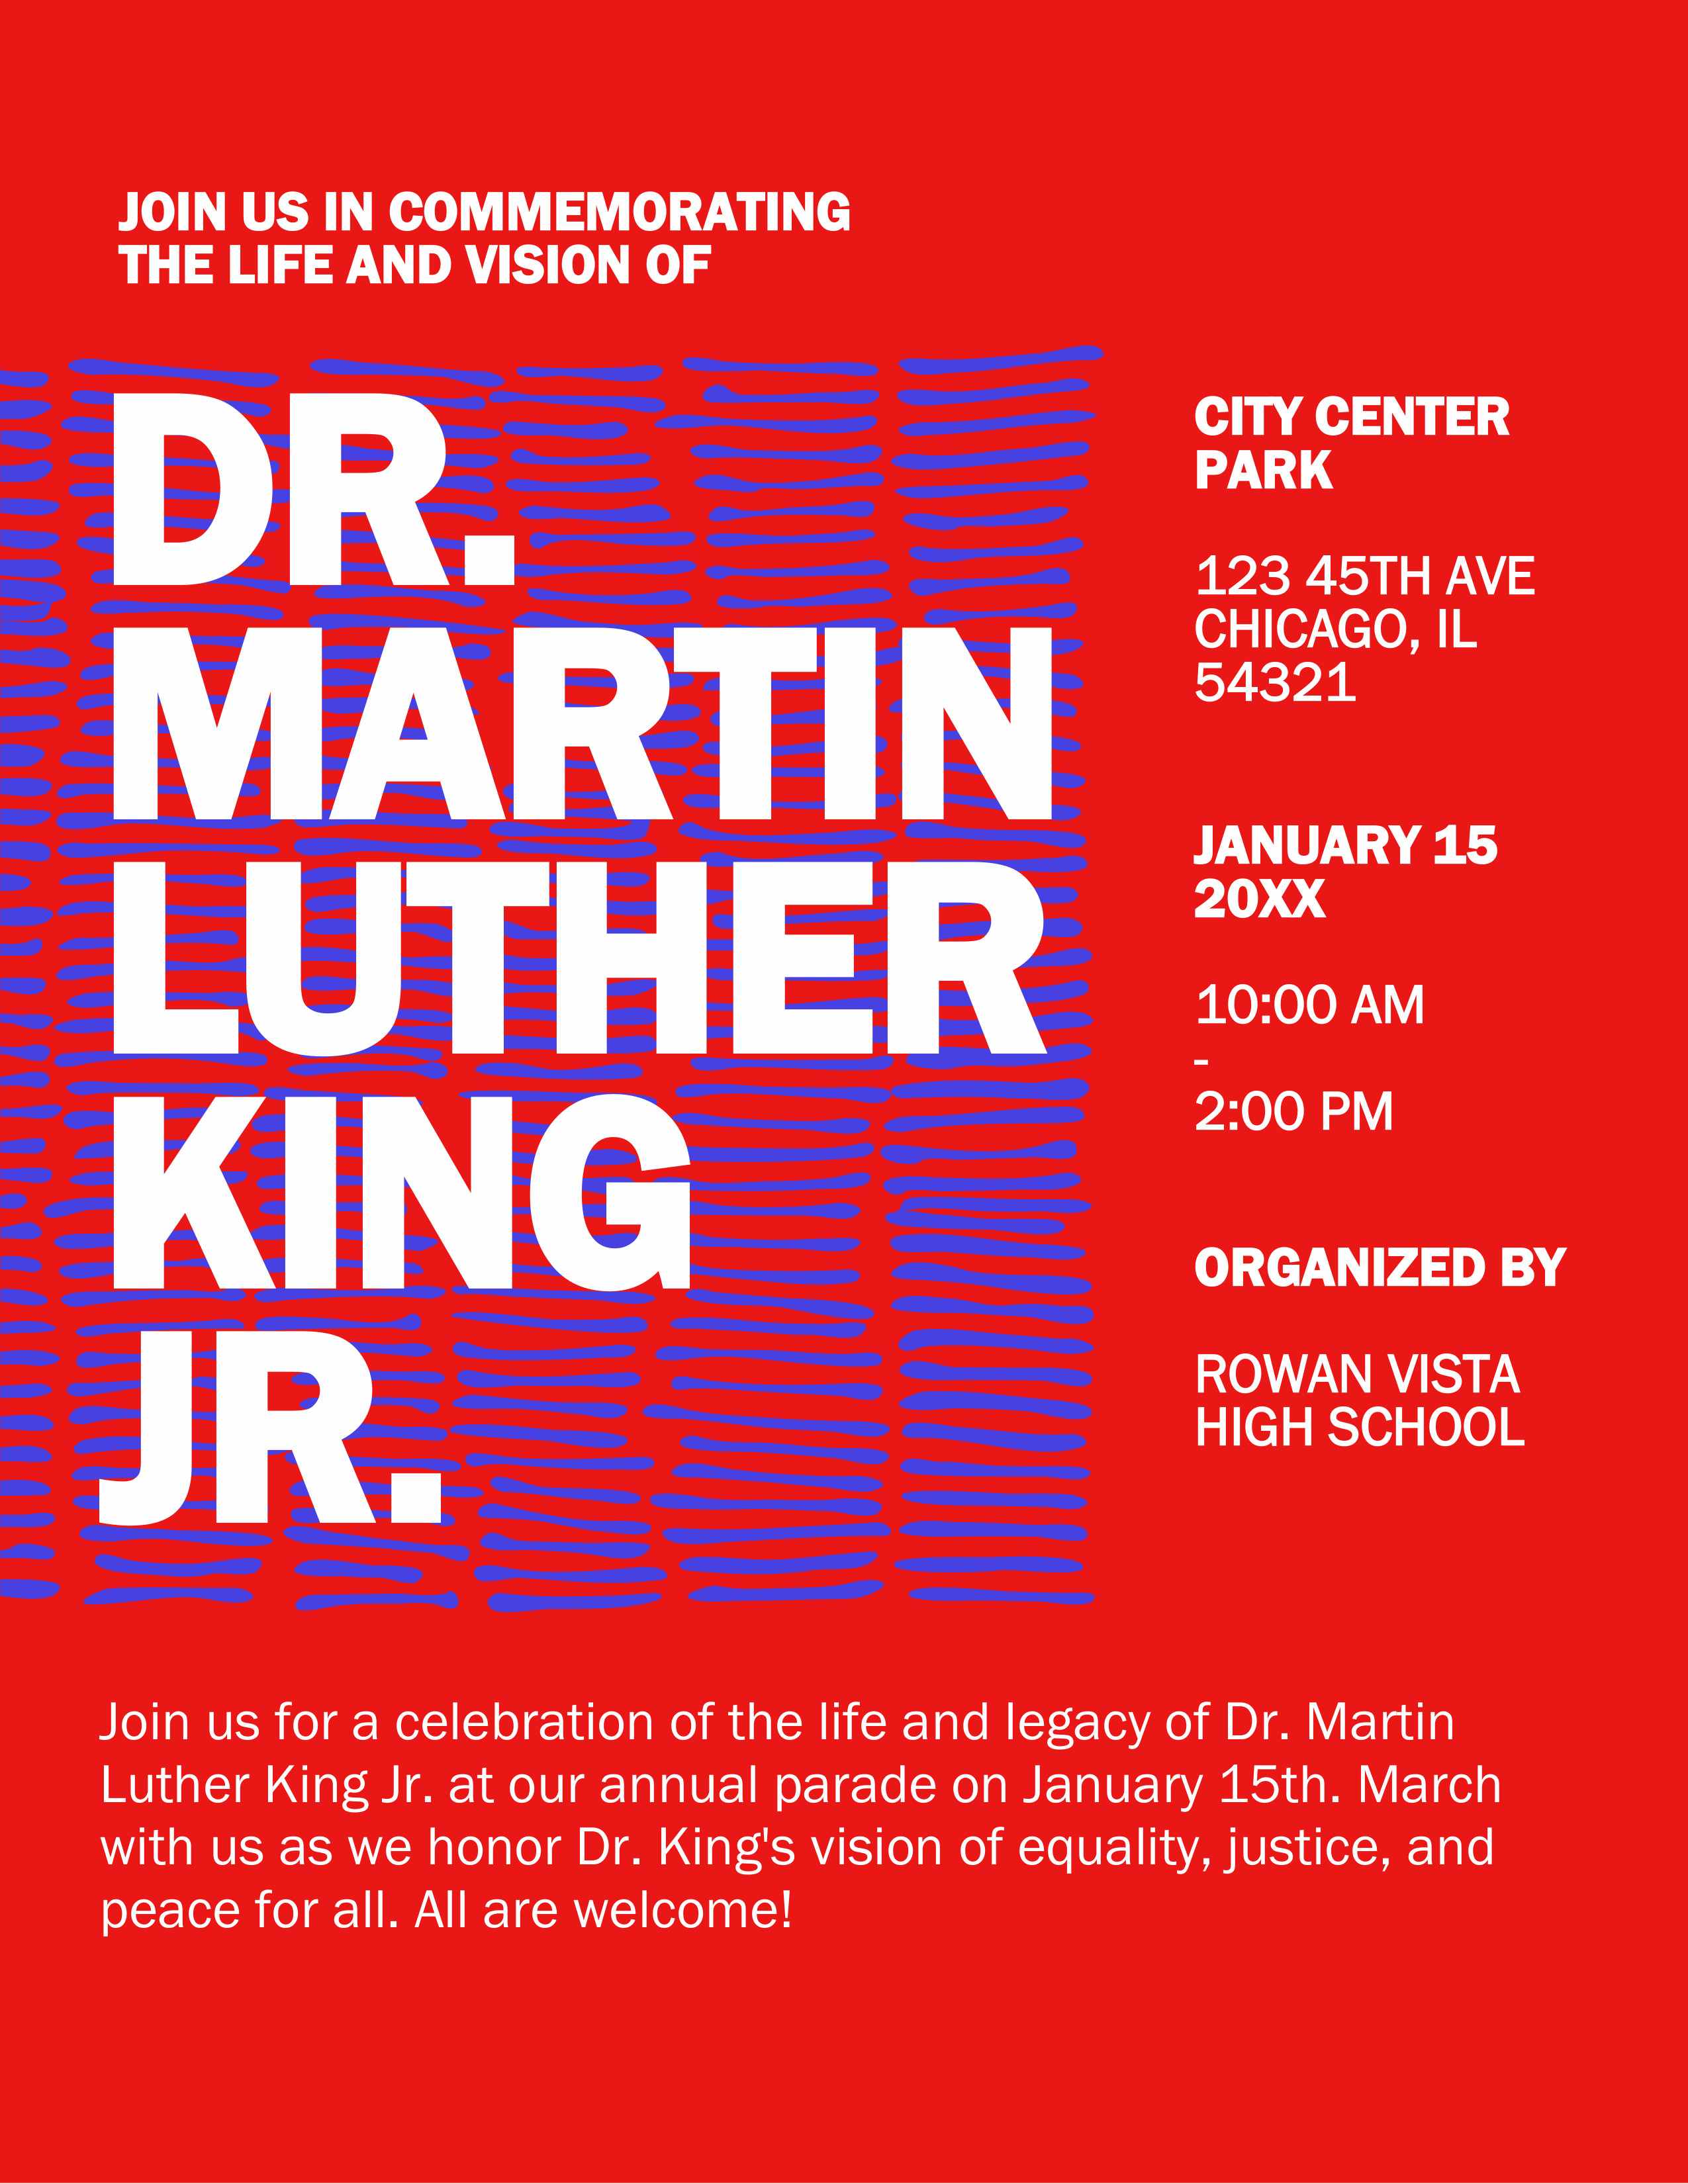 JOIN US IN COMMEMORATING
THE LIFE AND VISION OF
DR.
MARTIN
LUTHER
KING
JR.
CITY CENTER
PARK
123 45TH AVE
CHICAGO, IL
54321
JANUARY 15
20XX
10:00 AM
-
2:00 PM
ORGANIZED BY
ROWAN VISTA
HIGH SCHOOL
Join us for a celebration of the life and legacy of Dr. Martin
Luther King Jr. at our annual parade on January 15th. March
with us as we honor Dr. King's vision of equality, justice, and
peace for all. All are welcome!